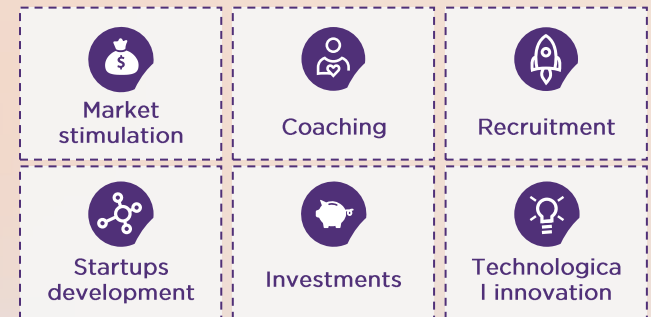 $
Market
stimulation
Coaching
Recruitment
Startups
development
Investments
Technologica
l innovation